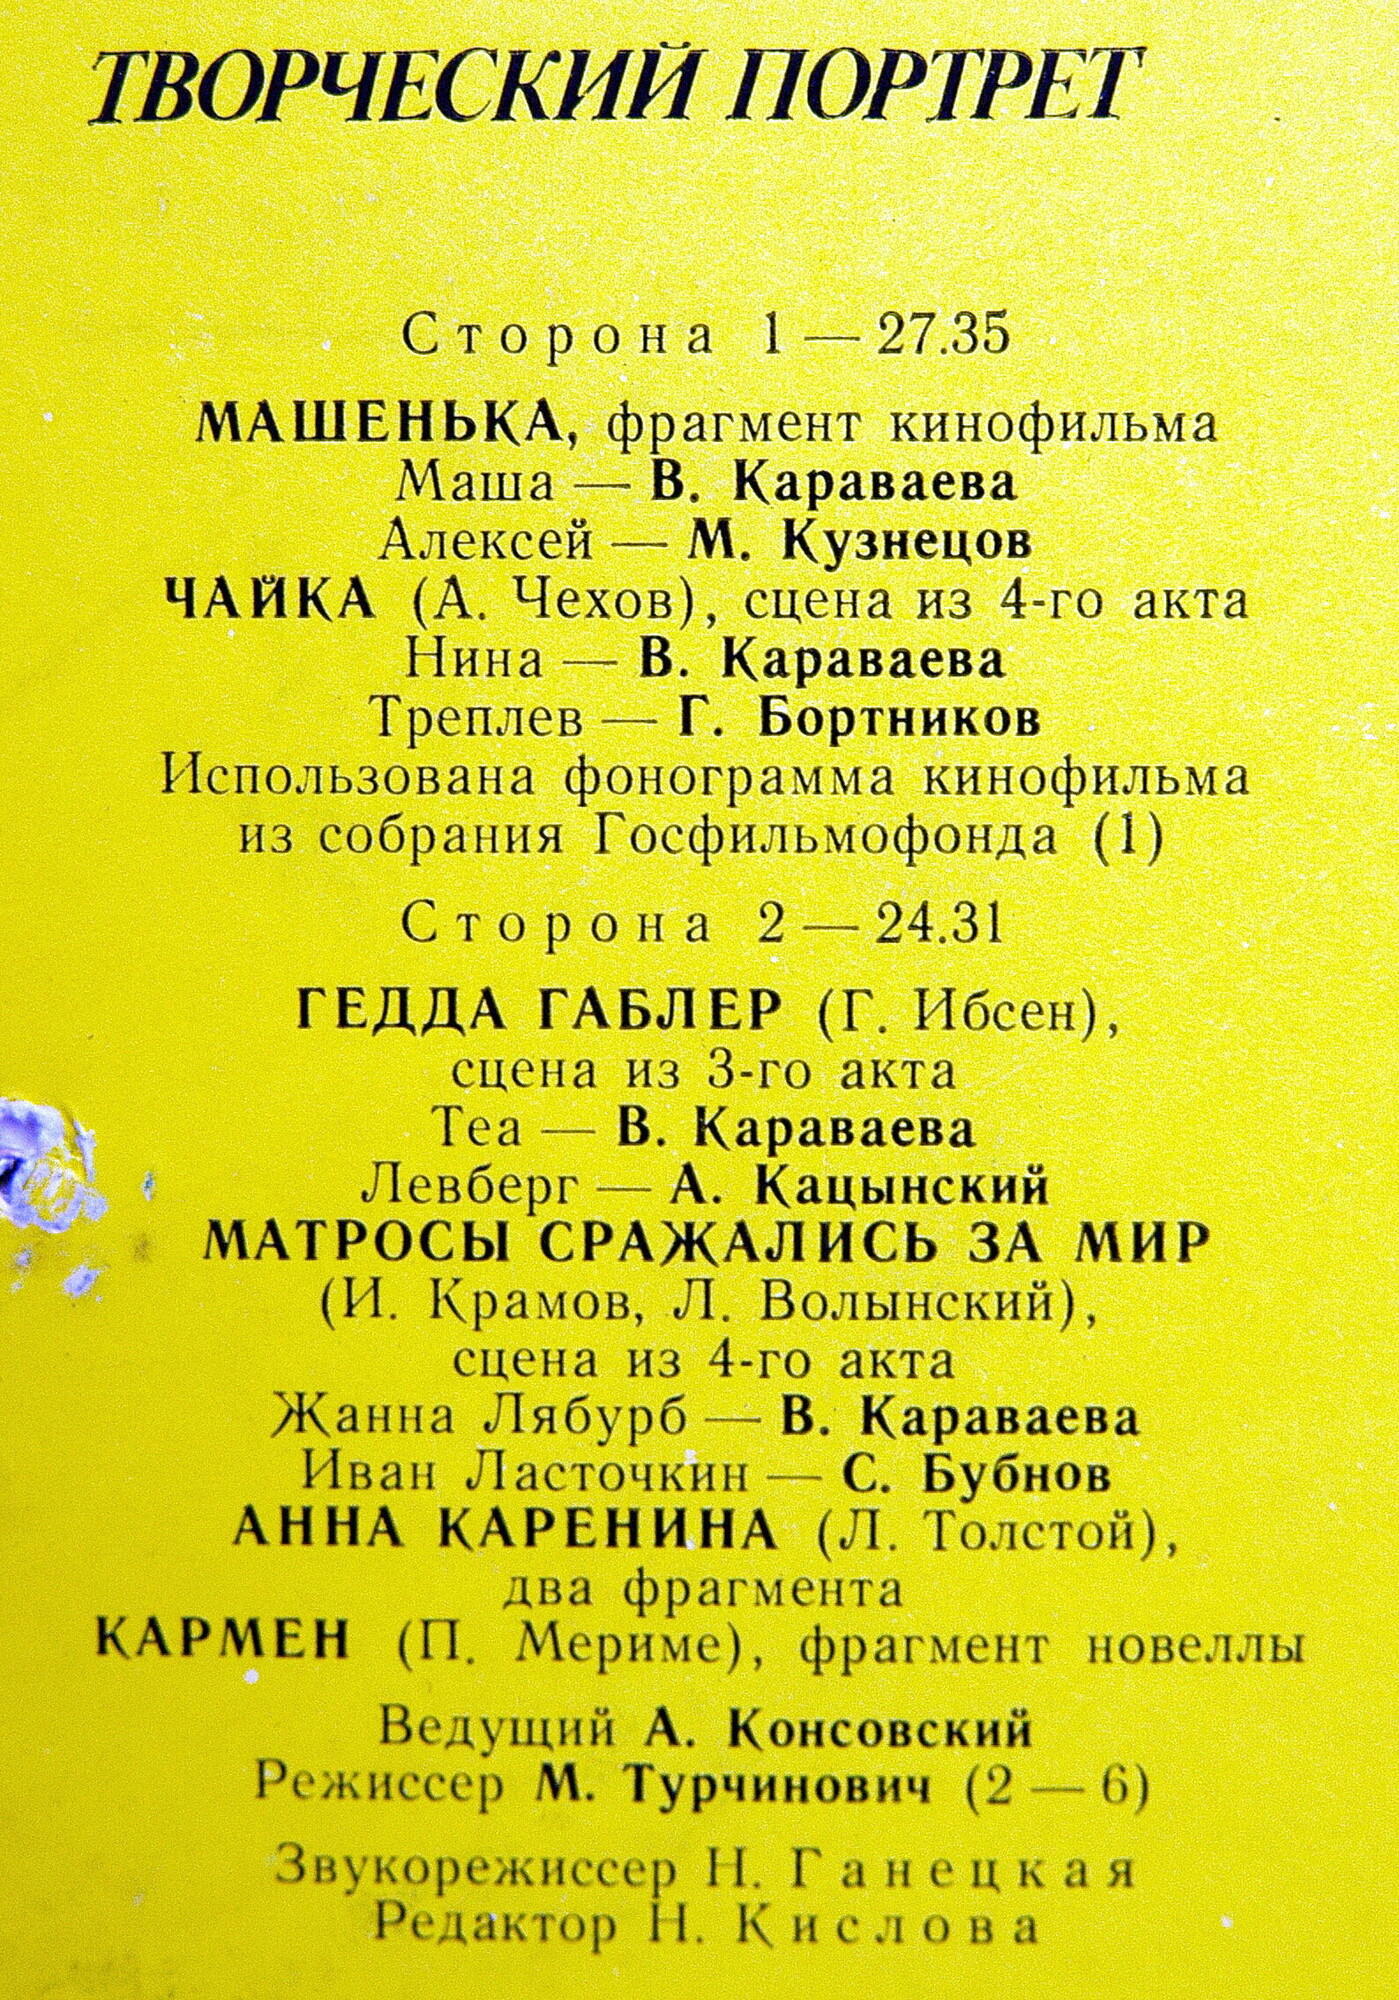 ТВОРЧЕСКИЙ ПОРТРЕТ
Сторона 1 — 27.35
МАШЕНЬКА, фрагмент кинофильма
Маша — В. Караваева
Алексей — М. Кузнецов
ЧАЙКА (А. Чехов), сцена из 4-го акта
Нина — В. Караваева
Треплев — Г. Бортников
Использована фонограмма кинофильма
из собрания Госфильмофонда (1)
Сторона 2 — 24.31
ГЕДДА ГАБЛЕР (Г. Ибсен),
сцена из 3-го акта
Теа — В. Караваева
Левберг — А. Кацынский
МАТРОСЫ СРАЖАЛИСЬ ЗА МИР
(И. Крамов, Л. Волынский),
сцена из 4-го акта
Жанна Лябурб — В. Караваева
Иван Ласточкин — С. Бубнов
АННА КАРЕНИНА (Л. Толстой),
два фрагмента
КАРМЕН (П. Мериме), фрагмент новеллы
Ведущий А. Консовский
Режиссер М. Турчинович (2 — 6)
Звукорежиссер Н. Ганецкая
Редактор Н. Кислова